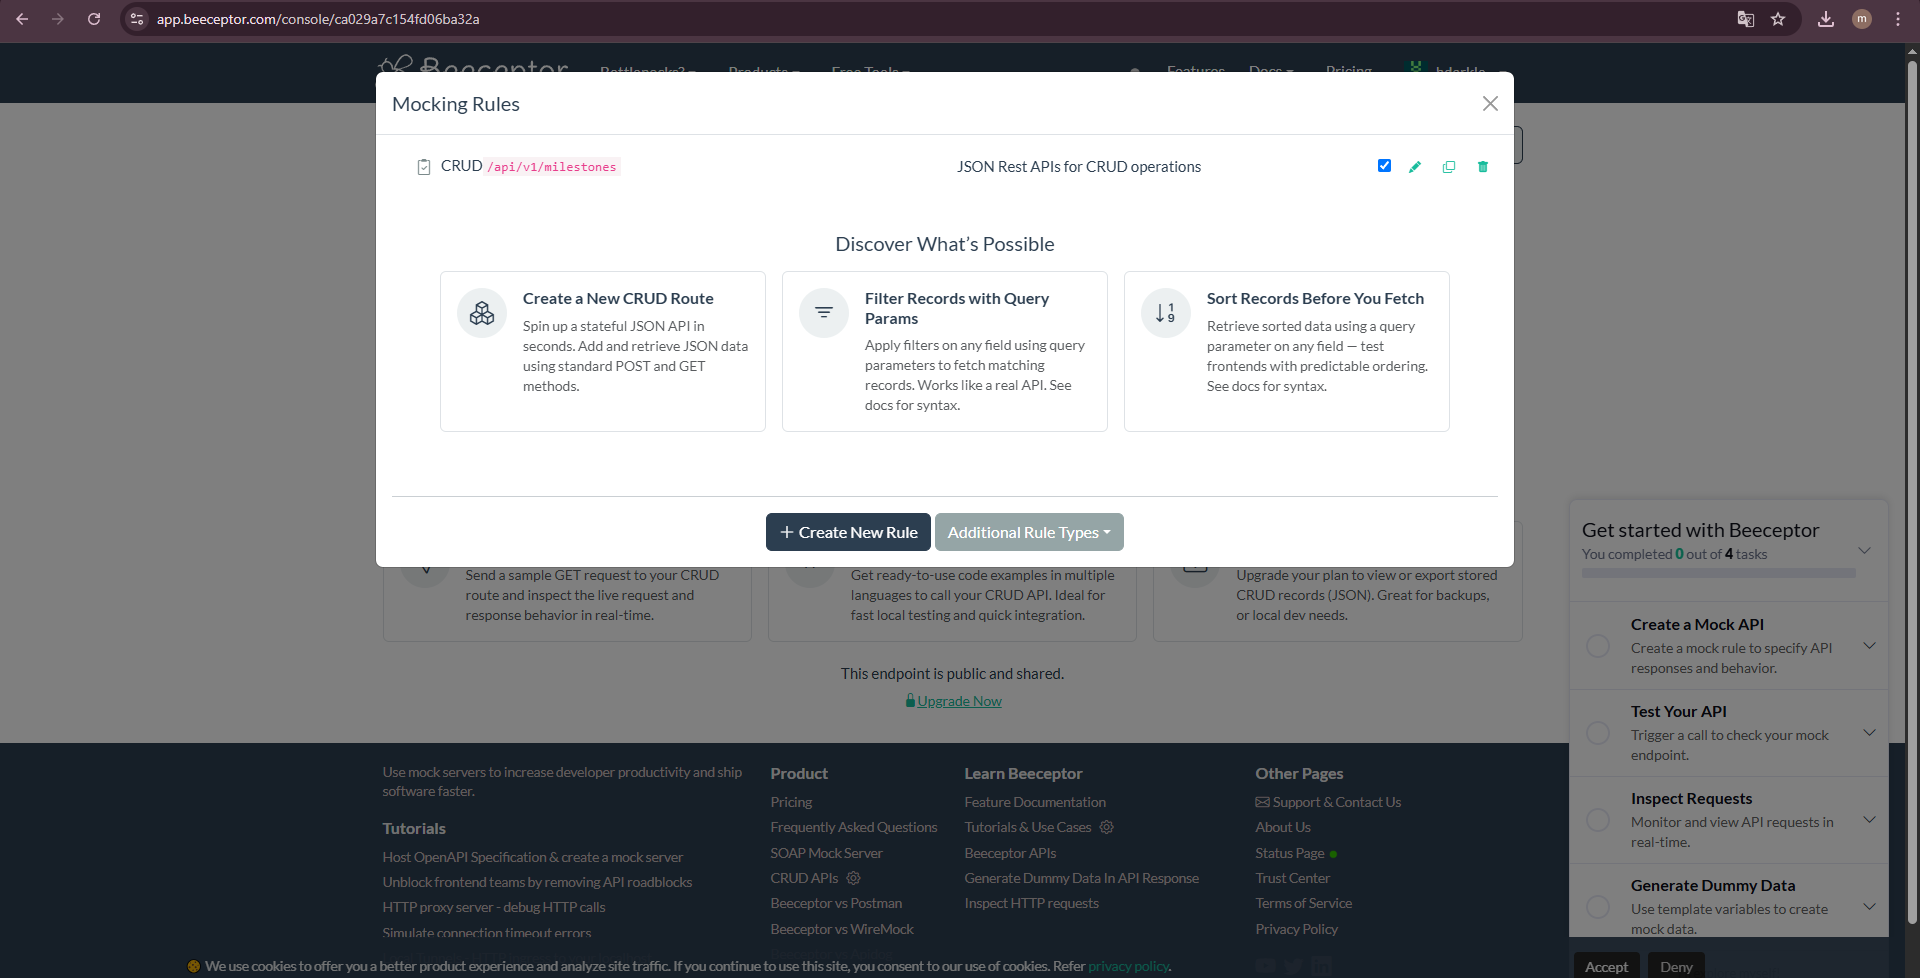 app.beeceptor.com/console/ca029a7c154fd06ba32a
m
Beeceptor
Bottlenecks?
Products
Free Tools
Features
Docs
Pricing
Mocking Rules
CRUD /api/v1/milestones
JSON Rest APIs for CRUD operations
Discover What's Possible
Create a New CRUD Route
Spin up a stateful JSON API in
seconds. Add and retrieve JSON data
using standard POST and GET
methods.
Filter Records with Query
Params
Apply filters on any field using query
parameters to fetch matching
records. Works like a real API. See
docs for syntax.
Sort Records Before You Fetch
Retrieve sorted data using a query
parameter on any field — test
frontends with predictable ordering.
See docs for syntax.
+ Create New Rule
Additional Rule Types
Send a sample GET request to your CRUD
route and inspect the live request and
response behavior in real-time.
Get ready-to-use code examples in multiple
languages to call your CRUD API. Ideal for
fast local testing and quick integration.
Upgrade your plan to view or export stored
CRUD records (JSON). Great for backups,
or local dev needs.
This endpoint is public and shared.
Upgrade Now
Get started with Beeceptor
You completed 0 out of 4 tasks
Create a Mock API
Create a mock rule to specify API
responses and behavior.
Test Your API
Trigger a call to check your mock
endpoint.
Inspect Requests
Monitor and view API requests in
real-time.
Generate Dummy Data
Use template variables to create
mock data.
Use mock servers to increase developer productivity and ship
software faster.
Tutorials
Host OpenAPI Specification & create a mock server
Unblock frontend teams by removing API roadblocks
HTTP proxy server - debug HTTP calls
Simulate connection timeout errors
Product
Pricing
Frequently Asked Questions
SOAP Mock Server
CRUD APIs
Beeceptor vs Postman
Beeceptor vs WireMock
Learn Beeceptor
Feature Documentation
Tutorials & Use Cases
Beeceptor APIs
Generate Dummy Data In API Response
Inspect HTTP requests
Other Pages
Support & Contact Us
About Us
Status Page
Trust Center
Terms of Service
Privacy Policy
We use cookies to offer you a better product experience and analyze site traffic. If you continue to use this site, you consent to our use of cookies. Refer privacy policy.
Accept
Deny